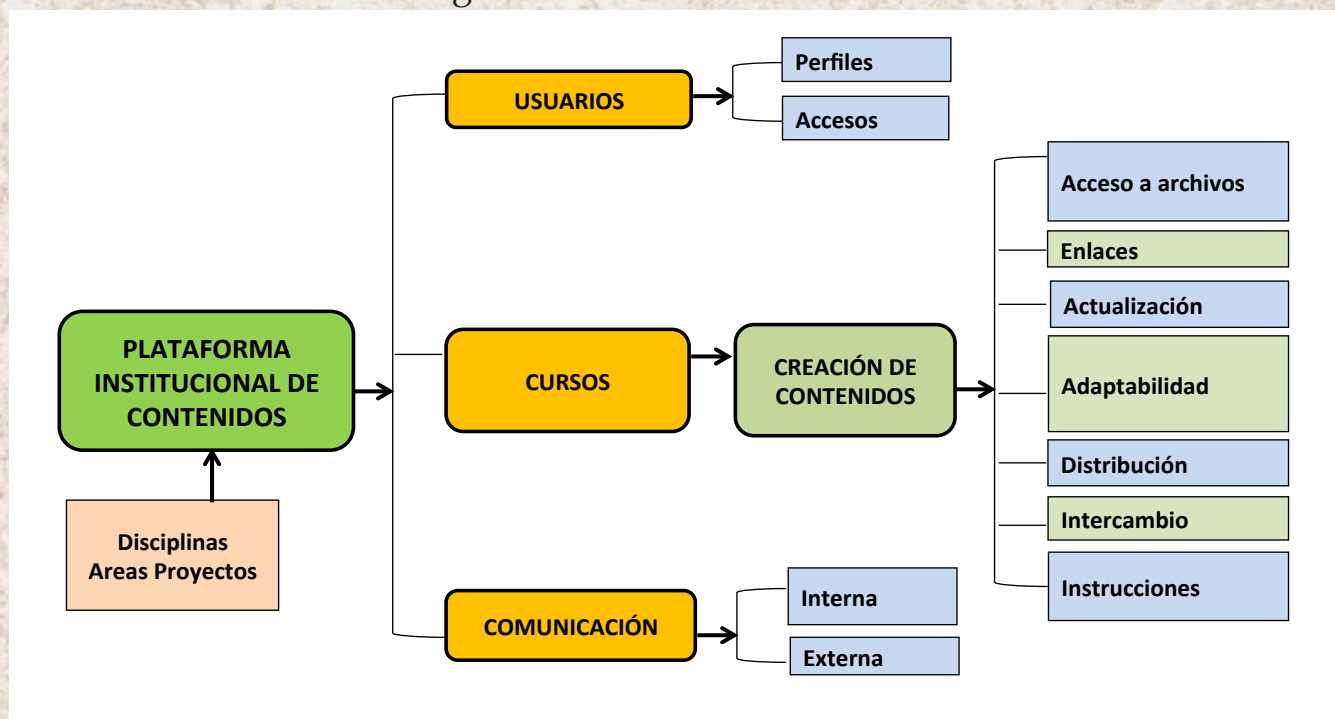 USUARIOS
Perfiles
Accesos
PLATAFORMA
INSTITUCIONAL DE
CONTENIDOS
Disciplinas
Areas Proyectos
CURSOS
CREACIÓN DE
CONTENIDOS
Acceso a archivos
Enlaces
Actualización
Adaptabilidad
Distribución
Intercambio
Instrucciones
COMUNICACIÓN
Interna
Externa